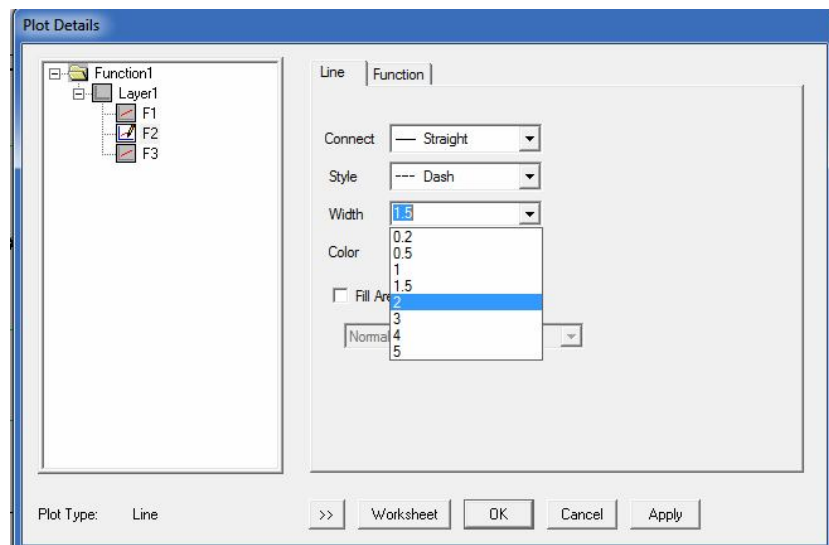 Plot Details
Function1
Layer1
F1
F2
F3
Line
Function
Connect
Straight
Style
--- Dash
Width
1.5
0.2
0.5
1
1.5
2
3
4
5
Color
Fill
Normal
Plot Type: Line
>>
Worksheet
OK
Cancel
Apply